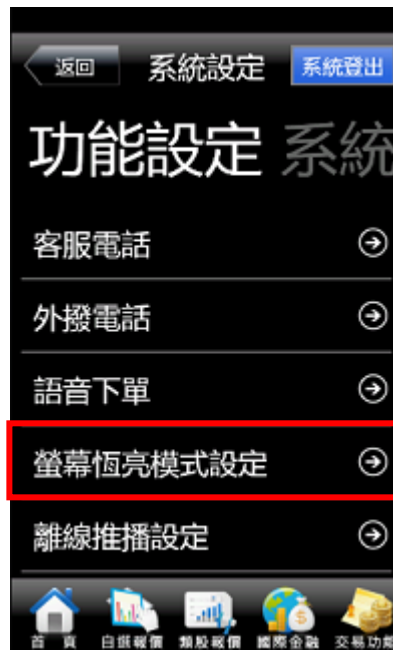 返回 系統設定 系統登出
功能設定 系統
客服電話
外撥電話
語音下單
螢幕恆亮模式設定
離線推播設定
首頁 自選報價 類股報價 國際金融 交易功能